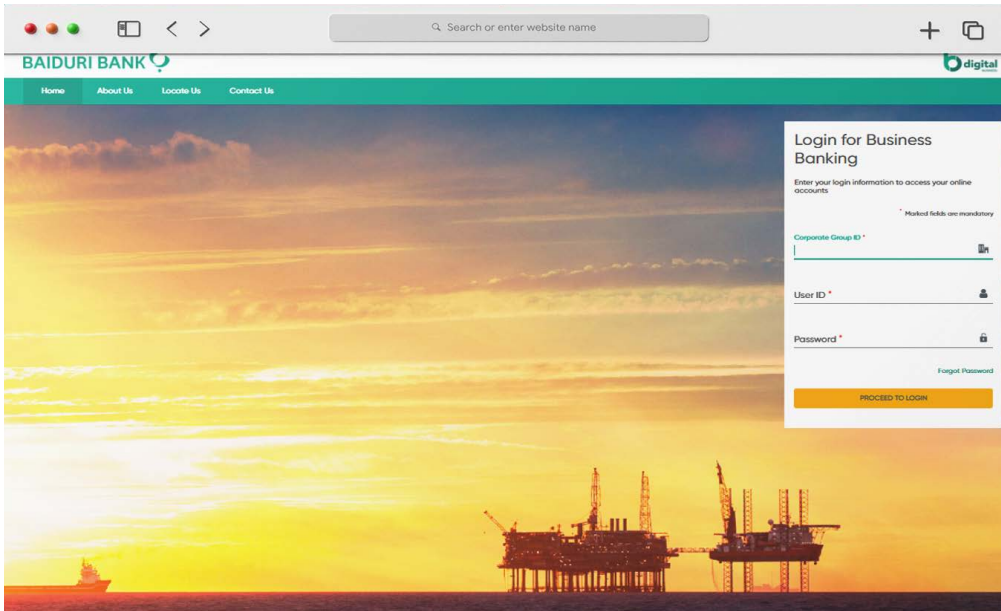 Search or enter website name
BAIDURI BANK
b digital
Home About Us Locate Us Contact Us
Login for Business
Banking
Enter your login information to access your online
accounts
* Marked fields are mandatory
Corporate Group ID *
User ID *
Password *
Forgot Password
PROCEED TO LOGIN